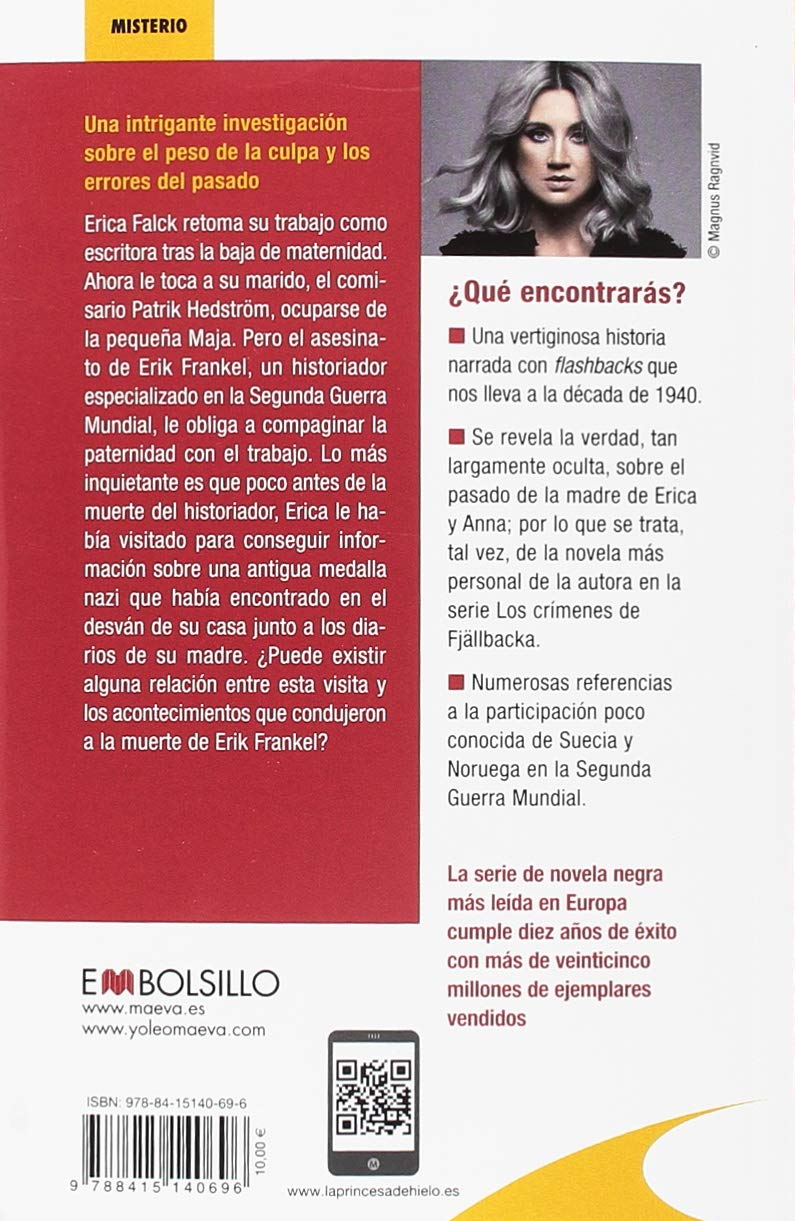 MISTERIO
Una intrigante investigación
sobre el peso de la culpa y los
errores del pasado
Erica Falck retoma su trabajo como
escritora tras la baja de maternidad.
Ahora le toca a su marido, el comi-
sario Patrik Hedström, ocuparse de
la pequeña Maja. Pero el asesina-
to de Erik Frankel, un historiador
especializado en la Segunda Guerra
Mundial, le obliga a compaginar la
paternidad con el trabajo. Lo más
inquietante es que poco antes de la
muerte del historiador, Erica le ha-
bía visitado para conseguir infor-
mación sobre una antigua medalla
nazi que había encontrado en el
desván de su casa junto a los dia-
rios de su madre. ¿Puede existir
alguna relación entre esta visita y
los acontecimientos que condujeron
a la muerte de Erik Frankel?
© Magnus Ragnvid
¿Qué encontrarás?
■ Una vertiginosa historia
narrada con flashbacks que
nos lleva a la década de 1940.
■ Se revela la verdad, tan
largamente oculta, sobre el
pasado de la madre de Erica
y Anna; por lo que se trata,
tal vez, de la novela más
personal de la autora en la
serie Los crímenes de
Fjällbacka.
■ Numerosas referencias
a la participación poco
conocida de Suecia y
Noruega en la Segunda
Guerra Mundial.
La serie de novela negra
más leída en Europa
cumple diez años de éxito
con más de veinticinco
millones de ejemplares
vendidos
EMBOLSILLO
www.maeva.es
www.yoleomaeva.com
ISBN: 978-84-15140-69-6
9 788415 140696
10,00 €
M
www.laprincesadehielo.es